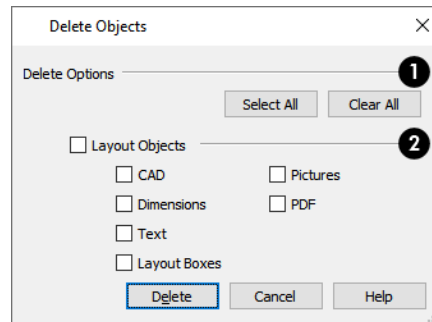 Delete Objects
Delete Options 1
Select All Clear All
Layout Objects 2
CAD Pictures
Dimensions PDF
Text
Layout Boxes
Delete Cancel Help